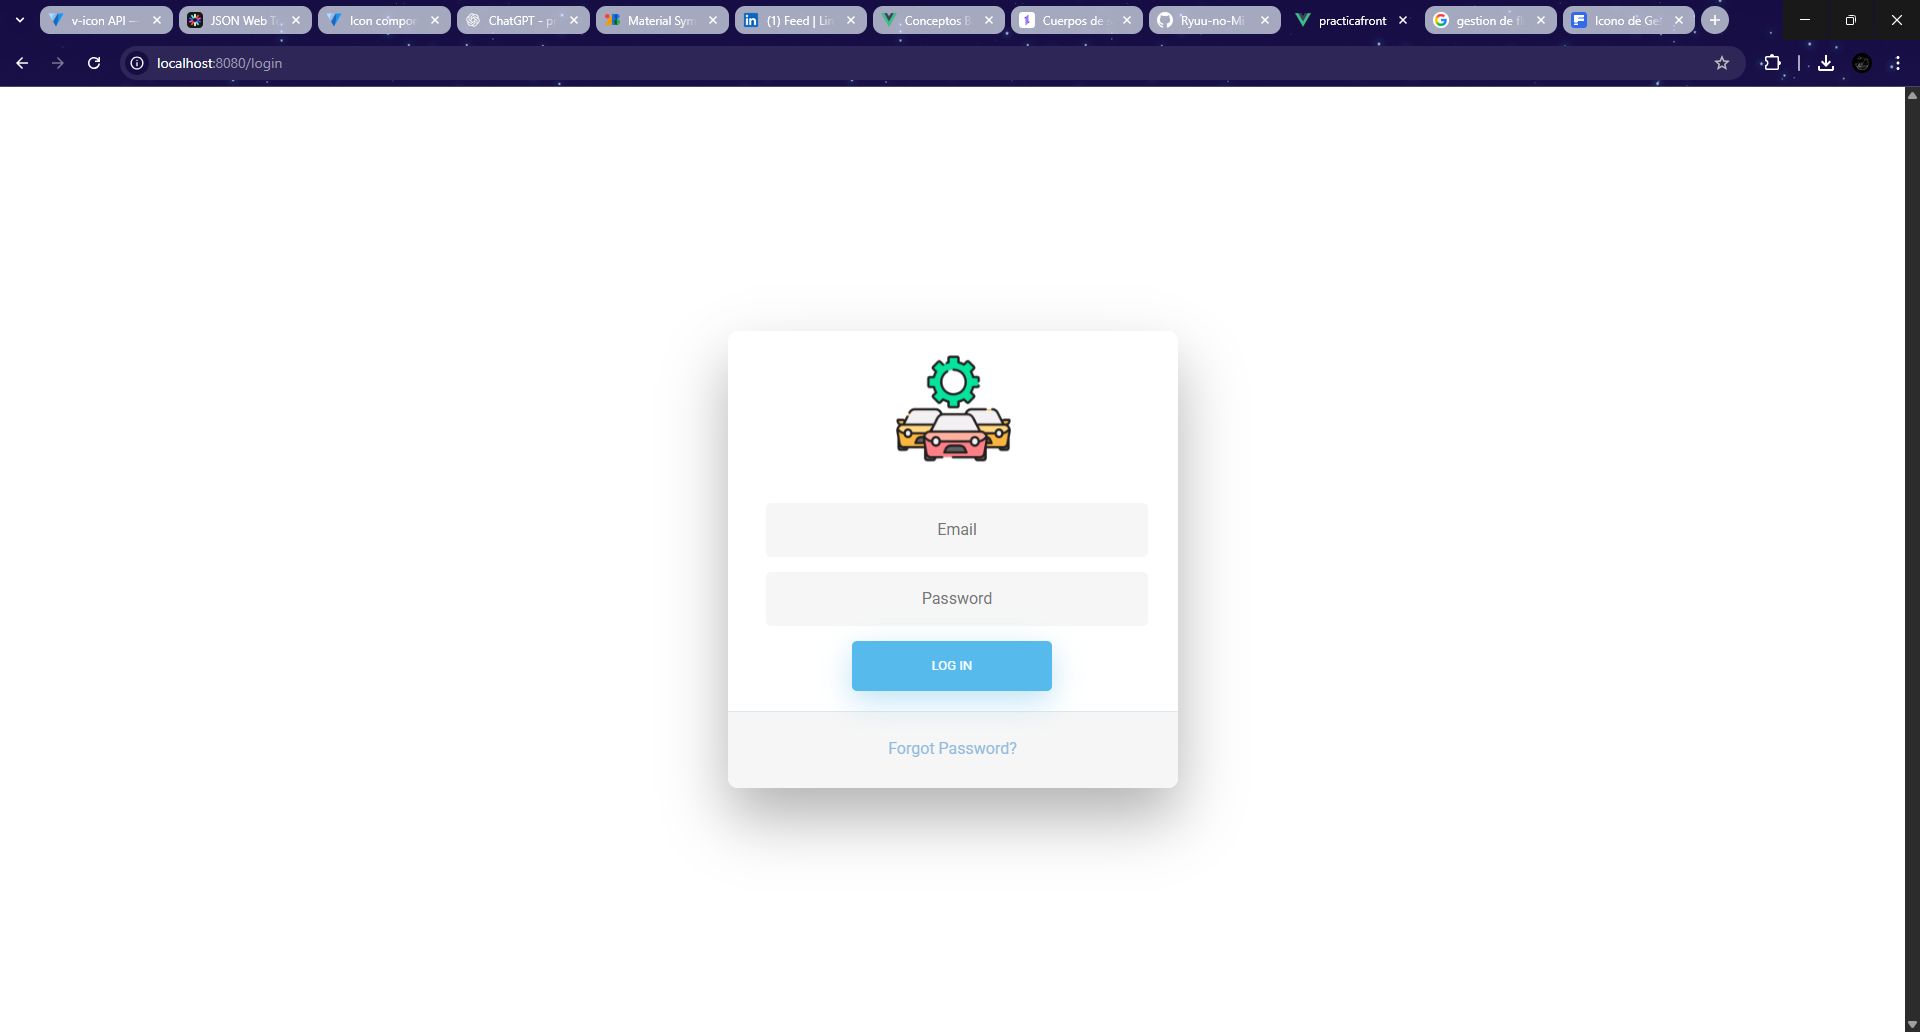 v-icon API —
JSON Web T
Icon compo
ChatGPT - p
Material Sym
(1) Feed | Lin
Conceptos B
Cuerpos de
Ryuu-no-Mi
practicafront
gestion de fl
Icono de Ge
localhost:8080/login
Email
Password
LOG IN
Forgot Password?